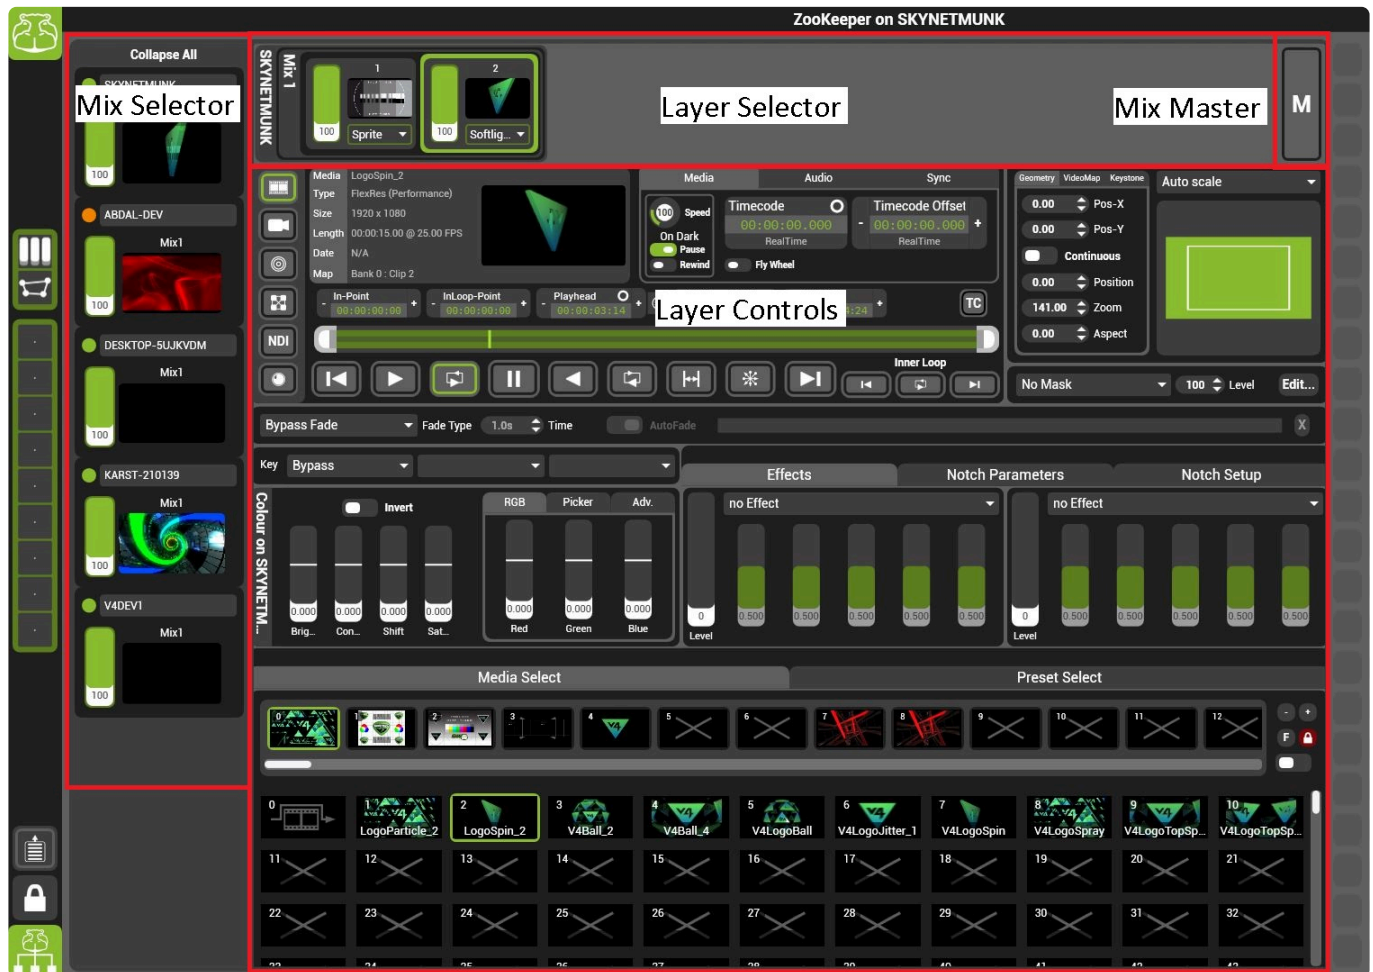 ZooKeeper on SKYNETMUNK
Collapse All
SKYNETMUNK
Mix Selector
100
ABDAL-DEV
Mix1
100
DESKTOP-5UJKVDM
Mix1
100
KARST-210139
Mix1
100
V4DEV1
Mix1
100
SKYNETMUNK
Mix 1
1
100
Sprite
2
100
Softlig...
Layer Selector
Mix Master
M
Media LogoSpin_2
Type FlexRes (Performance)
Size 1920 x 1080
Length 00:00:15.00 @ 25.00 FPS
Date N/A
Map Bank 0 : Clip 2
NDI
Media Audio Sync
100 Speed
On Dark
Pause
Rewind
Timecode
00:00:00.000
RealTime
Fly Wheel
Timecode Offset
- 00:00:00.000 +
RealTime
In-Point
- 00:00:00:00 +
InLoop-Point
- 00:00:00:00 +
Playhead
- 00:00:03:14 +
Layer Controls
:24 +
TC
Inner Loop
Geometry VideoMap Keystone
0.00 Pos-X
0.00 Pos-Y
Continuous
0.00 Position
141.00 Zoom
0.00 Aspect
Auto scale
No Mask 100 Level Edit...
Bypass Fade Fade Type 1.0s Time AutoFade X
Key Bypass
Colour on SKYNETM...
Invert
0.000 0.000 0.000 0.000
Brig... Con... Shift Sat...
RGB Picker Adv.
0.000 0.000 0.000
Red Green Blue
Effects Notch Parameters Notch Setup
no Effect
0 0.500 0.500 0.500 0.500 0.500
Level
no Effect
0 0.500 0.500 0.500 0.500 0.500
Level
Media Select Preset Select
0 1 2 3 4 5 6 7 8 9 10 11 12
- +
F
0
1 LogoParticle_2
2 LogoSpin_2
3 V4Ball_2
4 V4Ball_4
5 V4LogoBall
6 V4LogoJitter_1
7 V4LogoSpin
8 V4LogoSpray
9 V4LogoTopSp...
10 V4LogoTopSp...
11 12 13 14 15 16 17 18 19 20 21
22 23 24 25 26 27 28 29 30 31 32